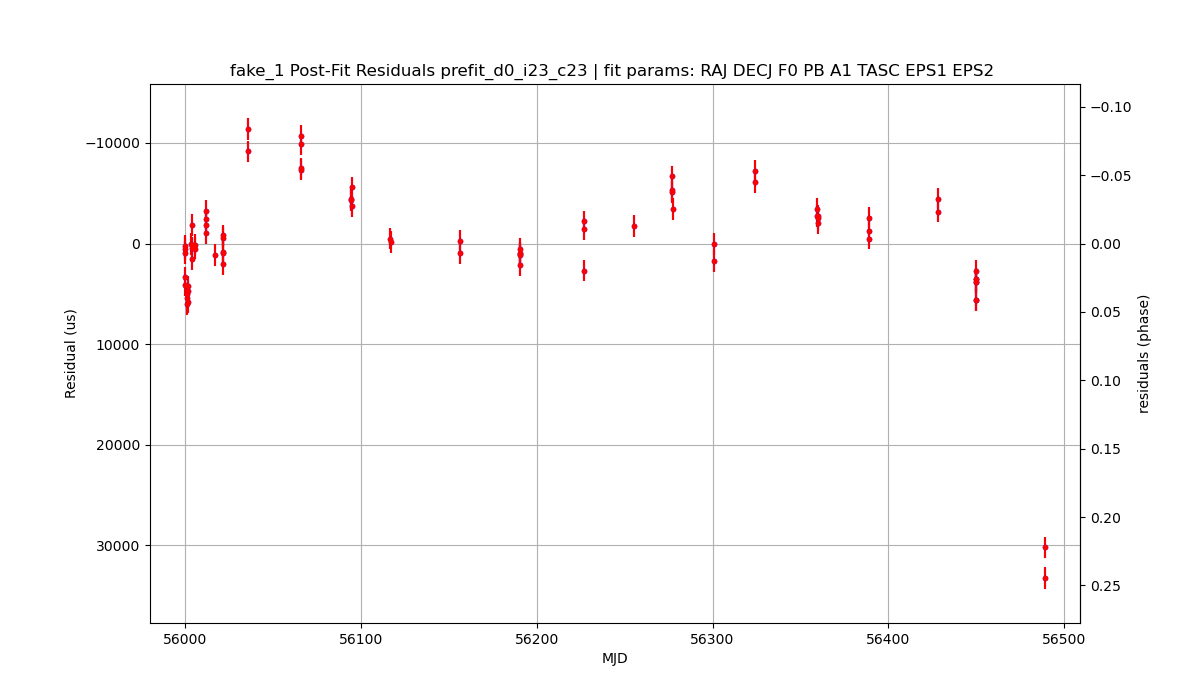 fake_1 Post-Fit Residuals prefit_d0_i23_c23 | fit params: RAJ DECJ F0 PB A1 TASC EPS1 EPS2
−10000
0
10000
20000
30000
Residual (us)
−0.10
−0.05
0.00
0.05
0.10
0.15
0.20
0.25
residuals (phase)
56000 56100 56200 56300 56400 56500
MJD